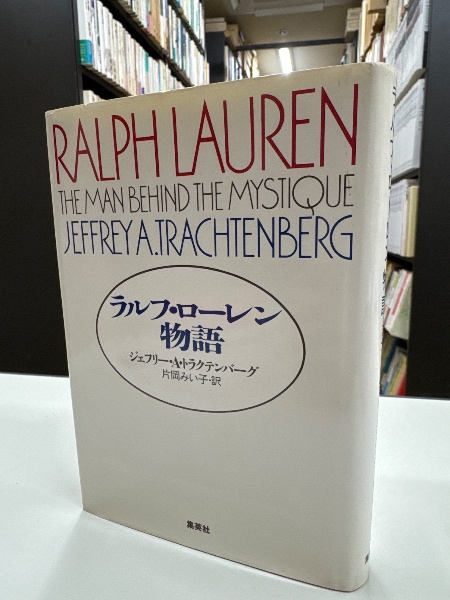 RALPH LAUREN
THE MAN BEHIND THE MYSTIQUE
JEFFREY A. TRACHTENBERG
ラルフ・ローレン
物語
ジェフリー・A・トラクテンバーグ
片岡みい子・訳
集英社